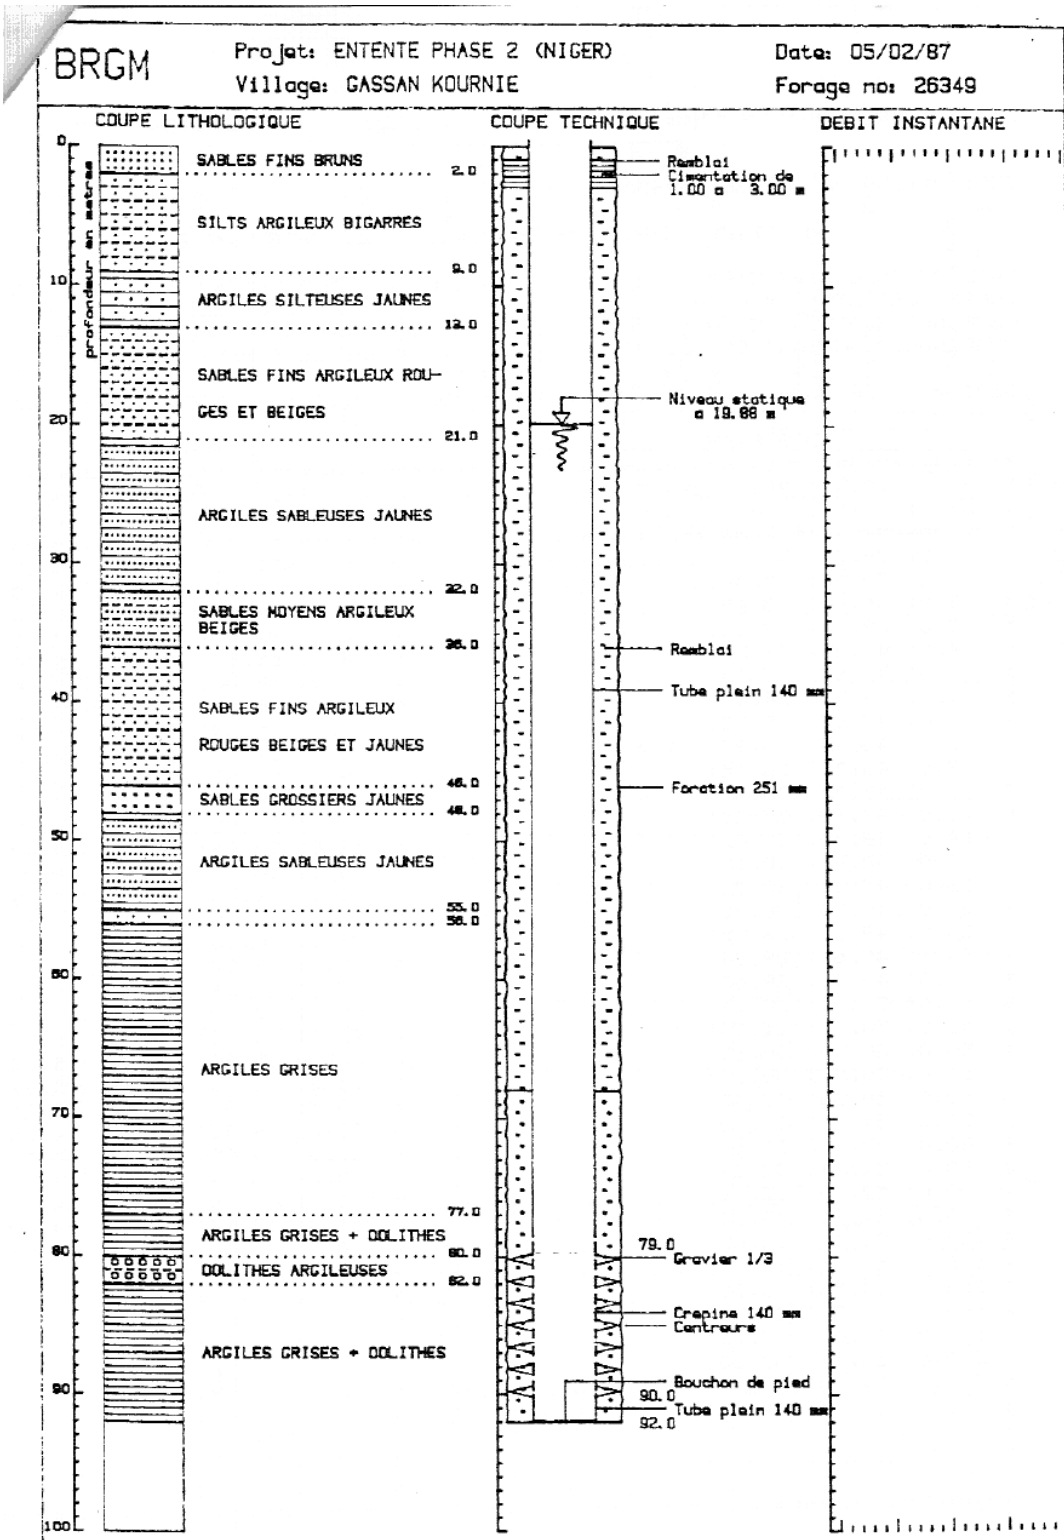 BRGM
Projet: ENTENTE PHASE 2 (NIGER)
Village: GASSAN KOURNIE
Date: 05/02/87
Forage no: 26349
COUPE LITHOLOGIQUE
COUPE TECHNIQUE
DEBIT INSTANTANE
profondeur en metres
0
10
20
30
40
50
60
70
80
90
100
SABLES FINS BRUNS
2.0
SILTS ARGILEUX BIGARRES
9.0
ARGILES SILTEUSES JAUNES
13.0
SABLES FINS ARGILEUX ROU-
GES ET BEIGES
21.0
ARGILES SABLEUSES JAUNES
32.0
SABLES MOYENS ARGILEUX
BEIGES
36.0
SABLES FINS ARGILEUX
ROUGES BEIGES ET JAUNES
46.0
SABLES GROSSIERS JAUNES
48.0
ARGILES SABLEUSES JAUNES
55.0
56.0
ARGILES GRISES
77.0
ARGILES GRISES + OOLITHES
80.0
OOLITHES ARGILEUSES
82.0
ARGILES GRISES + OOLITHES
Remblai
Cimentation de
1.00 a 3.00 m
Niveau statique
a 19.88 m
Remblai
Tube plein 140 mm
Foration 251 mm
79.0
Gravier 1/3
Crepine 140 mm
Centreurs
Bouchon de pied
90.0
Tube plein 140 mm
92.0